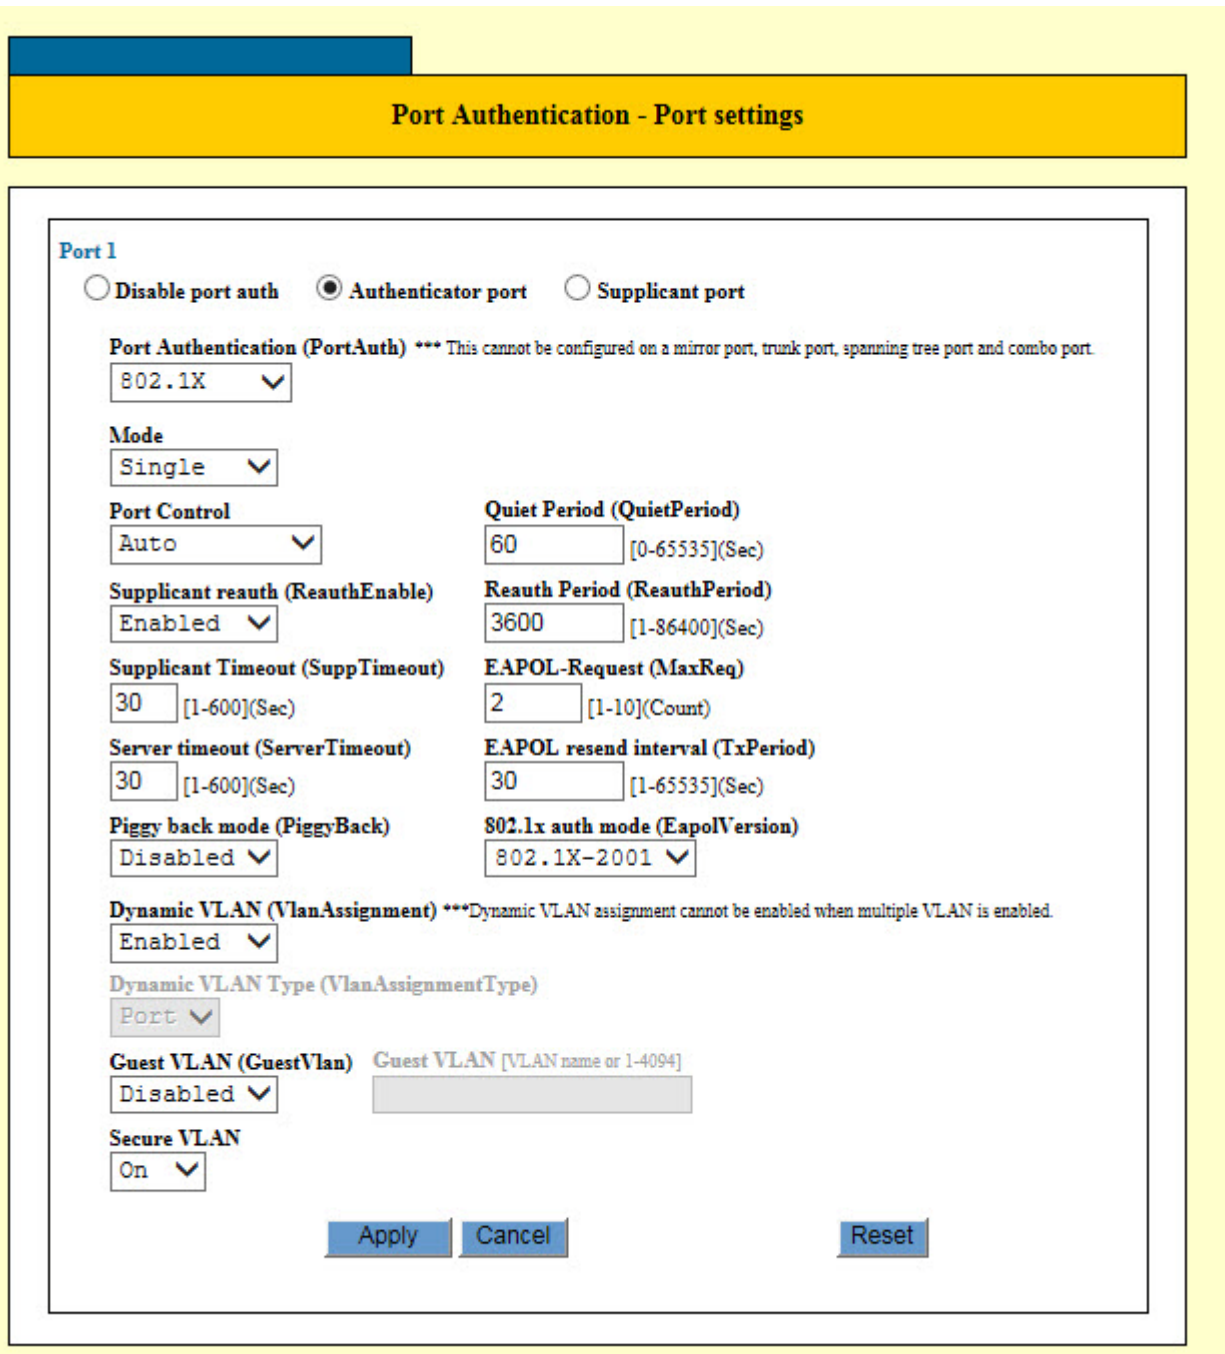 Port Authentication - Port settings
Port 1
Disable port auth Authenticator port Supplicant port
Port Authentication (PortAuth) *** This cannot be configured on a mirror port, trunk port, spanning tree port and combo port.
802.1X
Mode
Single
Port Control Quiet Period (QuietPeriod)
Auto 60 [0-65535](Sec)
Supplicant reauth (ReauthEnable) Reauth Period (ReauthPeriod)
Enabled 3600 [1-86400](Sec)
Supplicant Timeout (SuppTimeout) EAPOL-Request (MaxReq)
30 [1-600](Sec) 2 [1-10](Count)
Server timeout (ServerTimeout) EAPOL resend interval (TxPeriod)
30 [1-600](Sec) 30 [1-65535](Sec)
Piggy back mode (PiggyBack) 802.1x auth mode (EapolVersion)
Disabled 802.1X-2001
Dynamic VLAN (VlanAssignment) ***Dynamic VLAN assignment cannot be enabled when multiple VLAN is enabled.
Enabled
Dynamic VLAN Type (VlanAssignmentType)
Port
Guest VLAN (GuestVlan) Guest VLAN [VLAN name or 1-4094]
Disabled
Secure VLAN
On
Apply Cancel Reset